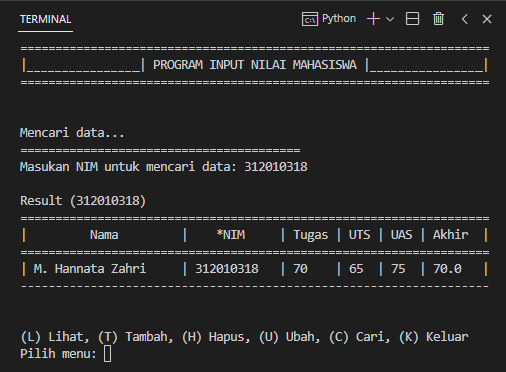 TERMINAL
Python
==================================================================
|________________| PROGRAM INPUT NILAI MAHASISWA |________________|
==================================================================
Mencari data...
========================================
Masukan NIM untuk mencari data: 312010318
Result (312010318)
==================================================================
| Nama | *NIM | Tugas | UTS | UAS | Akhir |
==================================================================
| M. Hannata Zahri | 312010318 | 70 | 65 | 75 | 70.0 |
------------------------------------------------------------------
(L) Lihat, (T) Tambah, (H) Hapus, (U) Ubah, (C) Cari, (K) Keluar
Pilih menu: